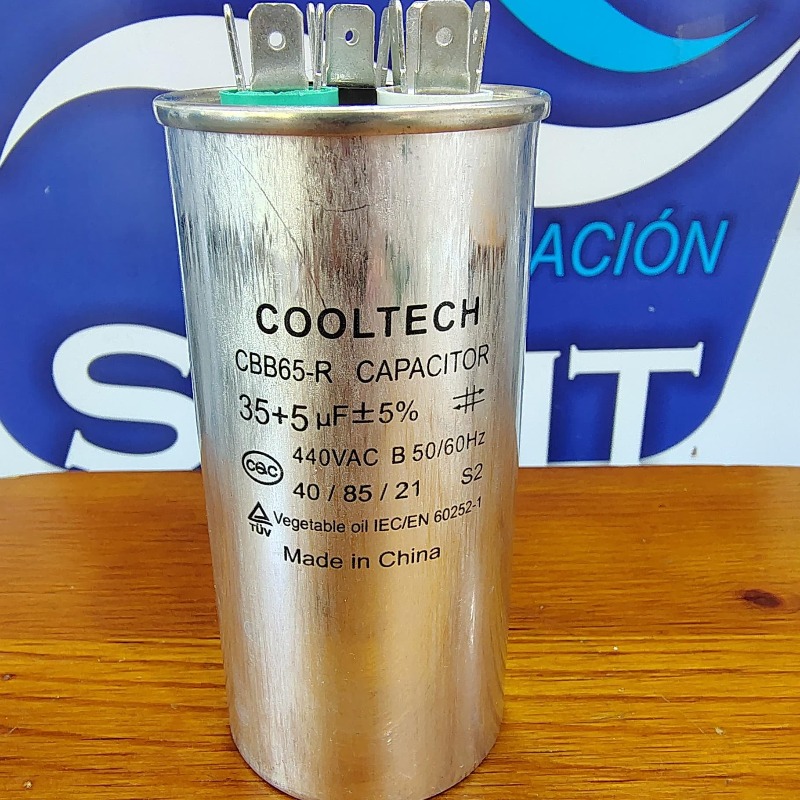 ACIÓN
COOLTECH
CBB65-R CAPACITOR
35+5 µF±5%
440VAC B 50/60Hz
CQC
40 / 85 / 21 S2
TÜV
Vegetable oil IEC/EN 60252-1
Made in China